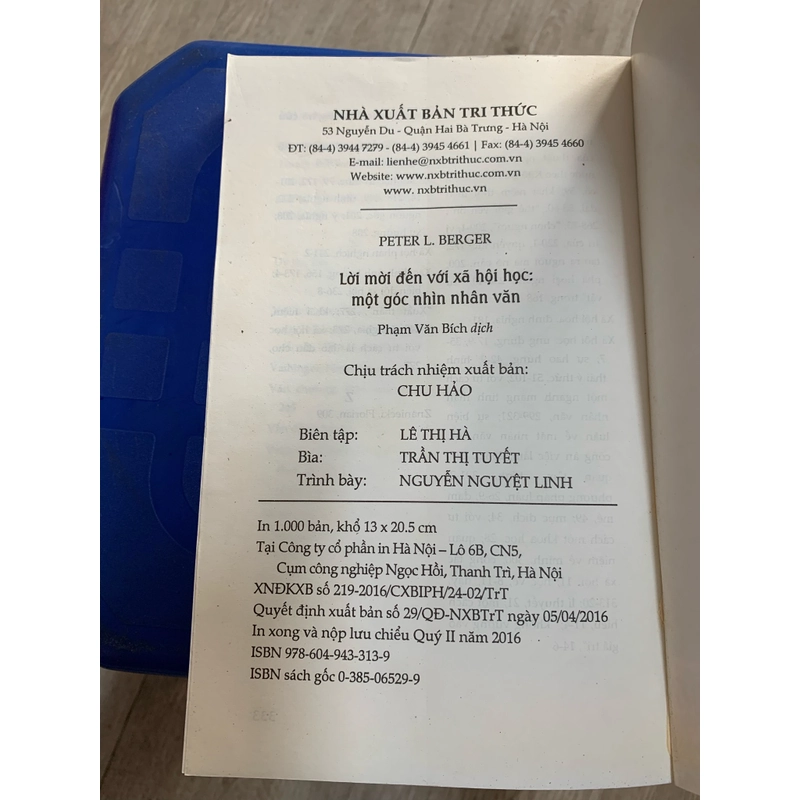 NHÀ XUẤT BẢN TRI THỨC
53 Nguyễn Du - Quận Hai Bà Trưng - Hà Nội
ĐT: (84-4) 3944 7279 - (84-4) 3945 4661 | Fax: (84-4) 3945 4660
E-mail: lienhe@nxbtrithuc.com.vn
Website: www.nxbtrithuc.com.vn
www. nxbtrithuc.vn
PETER L. BERGER
Lời mời đến với xã hội học:
một góc nhìn nhân văn
Phạm Văn Bích dịch
Chịu trách nhiệm xuất bản:
CHU HẢO
Biên tập: LÊ THỊ HÀ
Bìa: TRẦN THỊ TUYẾT
Trình bày: NGUYỄN NGUYỆT LINH
In 1.000 bản, khổ 13 x 20.5 cm
Tại Công ty cổ phần in Hà Nội – Lô 6B, CN5,
Cụm công nghiệp Ngọc Hồi, Thanh Trì, Hà Nội
XNĐKXB số 219-2016/CXBIPH/24-02/TrT
Quyết định xuất bản số 29/QĐ-NXBTrT ngày 05/04/2016
In xong và nộp lưu chiểu Quý II năm 2016
ISBN 978-604-943-313-9
ISBN sách gốc 0-385-06529-9